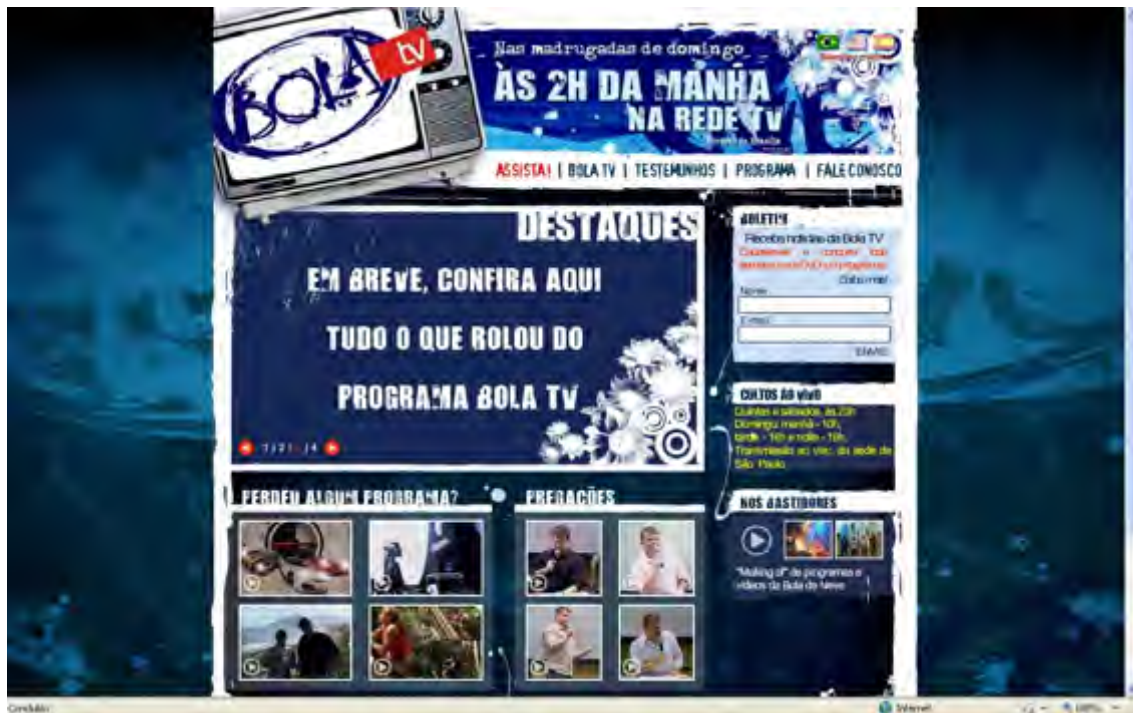 BOLA tv
Nas madrugadas de domingo
ÀS 2H DA MANHÃ
NA REDE TV
ASSISTA! | BOLA TV | TESTEMUNHOS | PROGRAMA | FALE CONOSCO
DESTAQUES
EM BREVE, CONFIRA AQUI
TUDO O QUE ROLOU DO
PROGRAMA BOLA TV
BOLETIM
Receba notícias da Bola TV
Nome
E-mail
CULTOS AO VIVO
Quintas e sábados, às 20h
Domingu: manhã - 10h,
tarde - 16h e noite - 19h.
Transmissão ao vivo, da sede de
São Paulo
PERDEU ALGUM PROGRAMA?
PREGAÇÕES
NOS BASTIDORES
"Making of" de programas e
vídeos da Bola de Neve
Concluído
Internet
100%